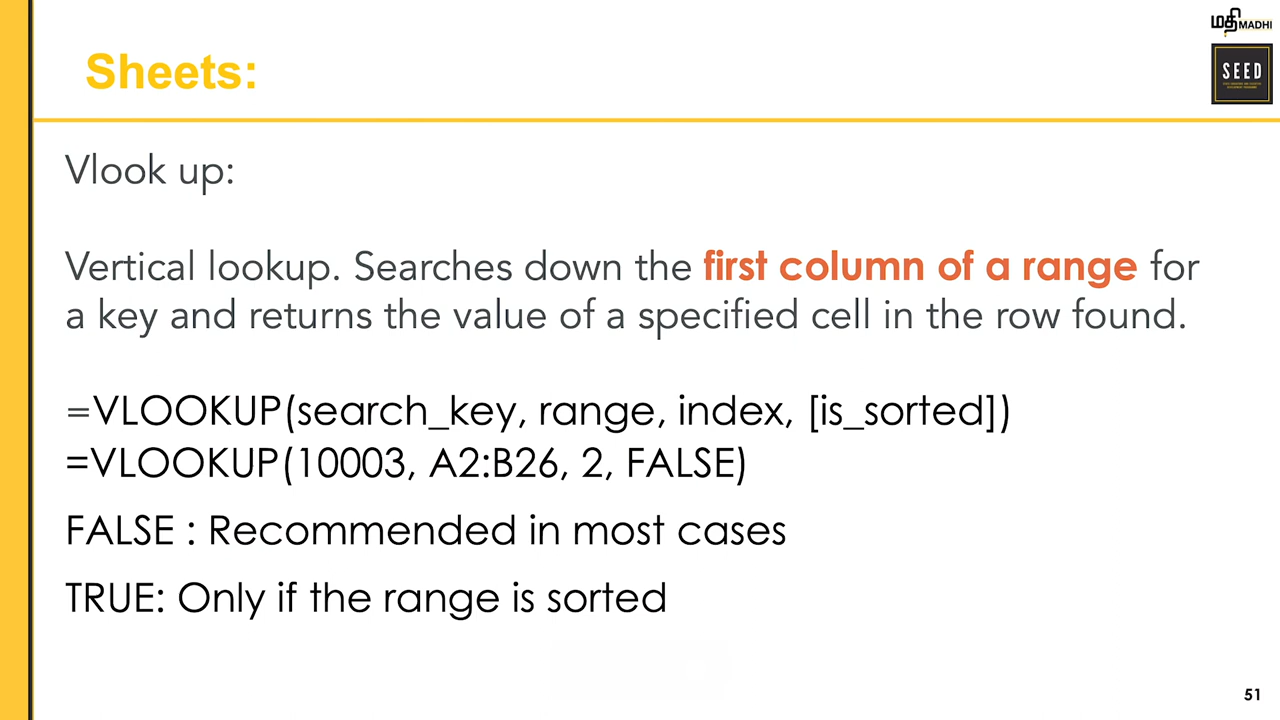 மதி MADHI
Sheets:
SEED
Vlook up:
Vertical lookup. Searches down the first column of a range for
a key and returns the value of a specified cell in the row found.
=VLOOKUP(search_key, range, index, [is_sorted])
=VLOOKUP(10003, A2:B26, 2, FALSE)
FALSE : Recommended in most cases
TRUE: Only if the range is sorted
51